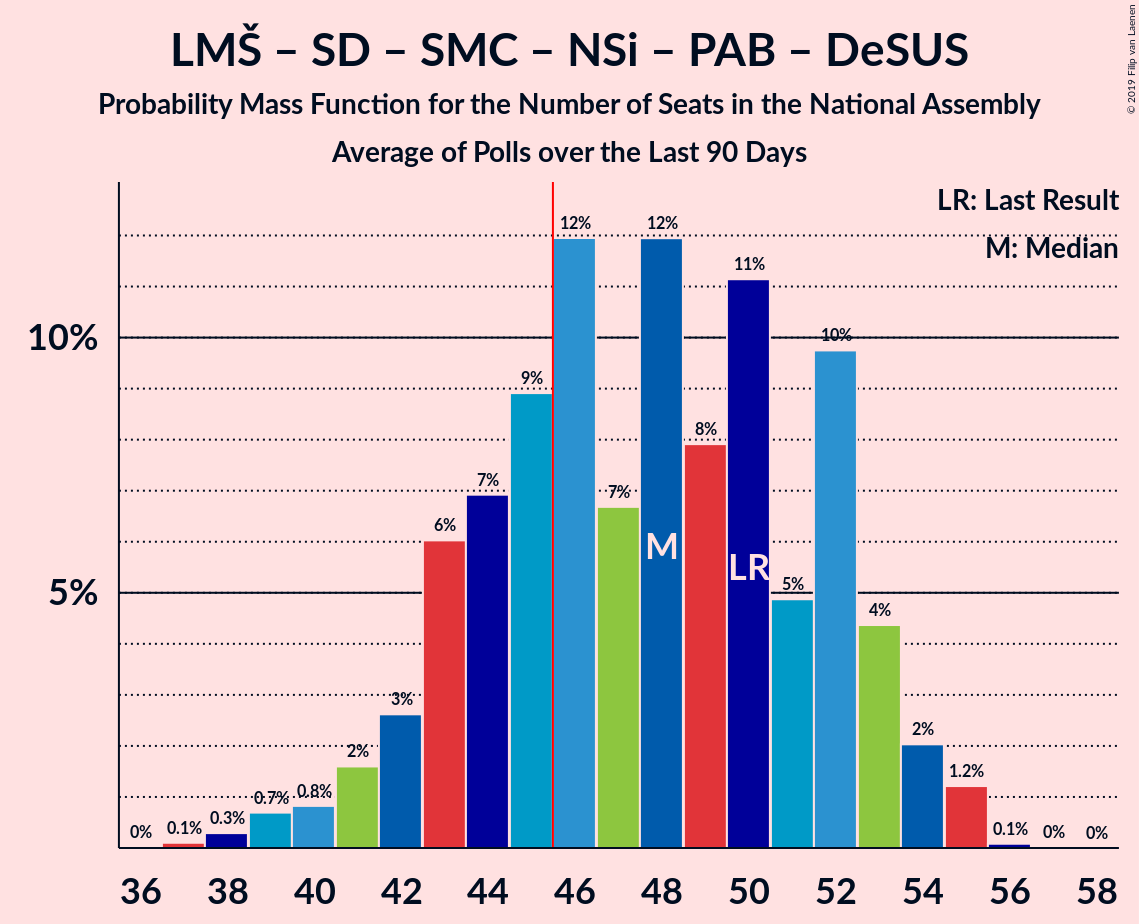 LMŠ – SD – SMC – NSi – PAB – DeSUS
Probability Mass Function for the Number of Seats in the National Assembly
Average of Polls over the Last 90 Days
© 2019 Filip van Laenen
LR: Last Result
M: Median
10%
5%
0%
0.1%
0.3%
0.7%
0.8%
2%
3%
6%
7%
9%
12%
7%
12%
8%
11%
5%
10%
4%
2%
1.2%
0.1%
0%
0%
M
LR
36 38 40 42 44 46 48 50 52 54 56 58